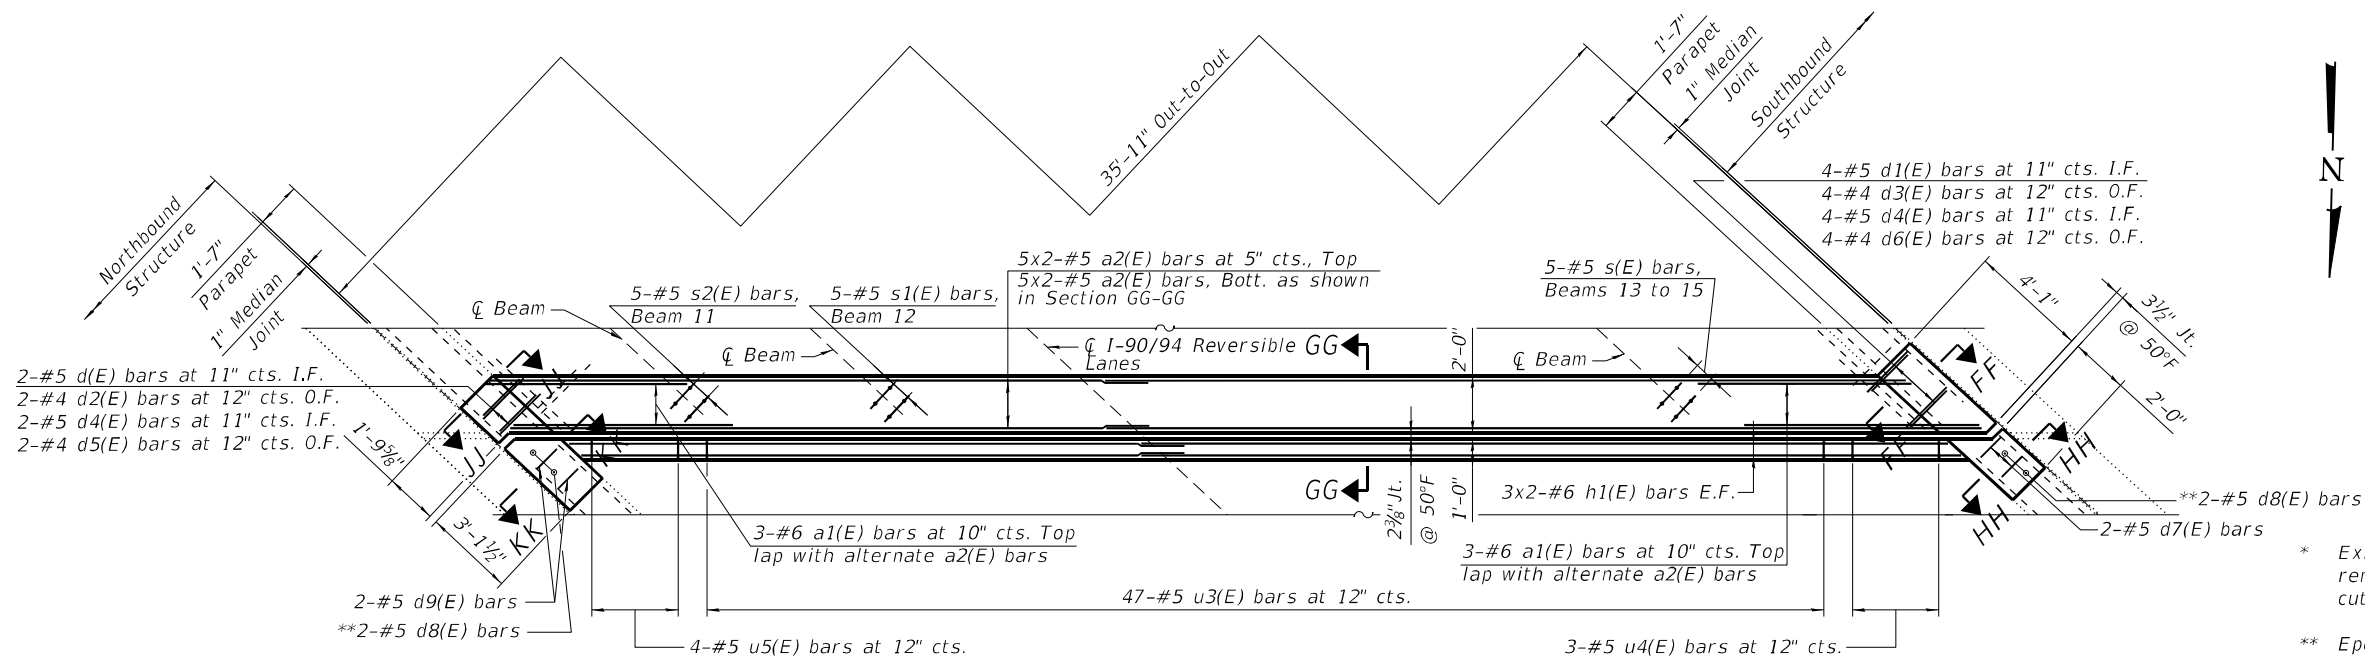 1'-7"
Parapet
1" Median
Joint
Southbound
Structure
35'-11" Out-to-Out
N
4-#5 d1(E) bars at 11" cts. I.F.
4-#4 d3(E) bars at 12" cts. O.F.
4-#5 d4(E) bars at 11" cts. I.F.
4-#4 d6(E) bars at 12" cts. O.F.
Northbound
Structure
1'-7"
Parapet
1" Median
Joint
5x2-#5 a2(E) bars at 5" cts., Top
5x2-#5 a2(E) bars, Bott. as shown
in Section GG-GG
5-#5 s(E) bars,
Beams 13 to 15
4'-1"
3½" Jt.
@ 50°F
2'-0"
℄ Beam
5-#5 s2(E) bars,
Beam 11
5-#5 s1(E) bars,
Beam 12
℄ Beam
℄ I-90/94 Reversible
Lanes
GG
2'-0"
℄ Beam
2-#5 d(E) bars at 11" cts. I.F.
2-#4 d2(E) bars at 12" cts. O.F.
2-#5 d4(E) bars at 11" cts. I.F.
2-#4 d5(E) bars at 12" cts. O.F.
JJ
JJ
KK
KK
FF
FF
HH
HH
1'-9⅝"
3'-1½"
GG
2⅜" Jt.
@ 50°F
1'-0"
3x2-#6 h1(E) bars E.F.
**2-#5 d8(E) bars
2-#5 d7(E) bars
3-#6 a1(E) bars at 10" cts. Top
lap with alternate a2(E) bars
3-#6 a1(E) bars at 10" cts. Top
lap with alternate a2(E) bars
2-#5 d9(E) bars
**2-#5 d8(E) bars
47-#5 u3(E) bars at 12" cts.
4-#5 u5(E) bars at 12" cts.
3-#5 u4(E) bars at 12" cts.
*
cut
**